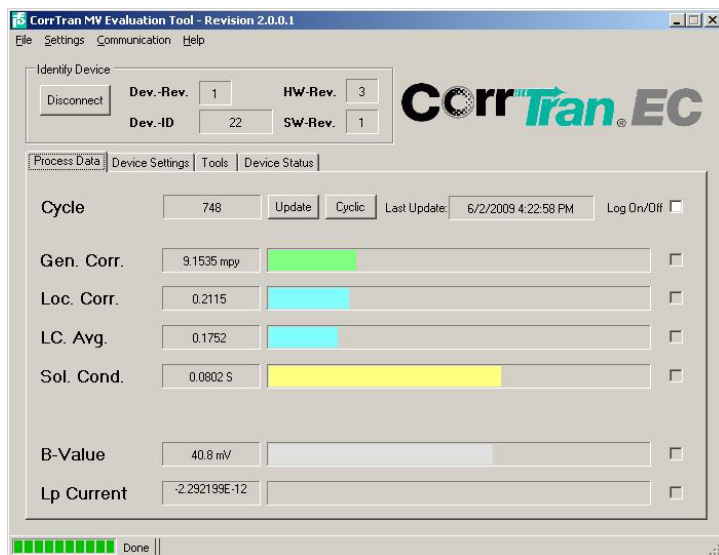 CorrTran MV Evaluation Tool - Revision 2.0.0.1
File Settings Communication Help
Identify Device
Disconnect Dev.-Rev. 1 HW-Rev. 3
Dev.-ID 22 SW-Rev. 1
CorrTran® EC
Process Data Device Settings Tools Device Status
Cycle 748 Update Cyclic Last Update: 6/2/2009 4:22:58 PM Log On/Off
Gen. Corr. 9.1535 mpy
Loc. Corr. 0.2115
LC. Avg. 0.1752
Sol. Cond. 0.0802 S
B-Value 40.8 mV
Lp Current -2.292199E-12
Done